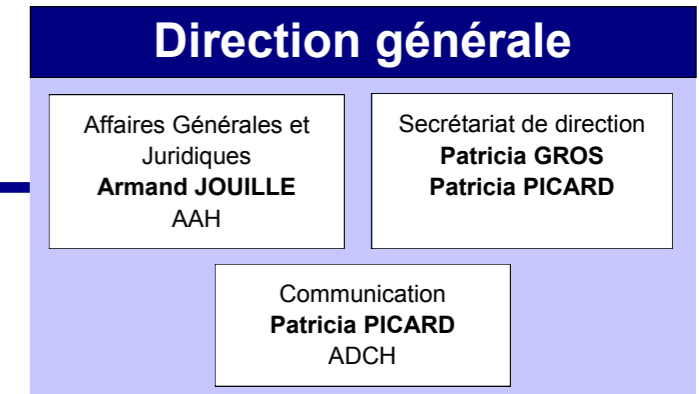 Direction générale
Affaires Générales et
Juridiques
Armand JOUILLE
AAH
Secrétariat de direction
Patricia GROS
Patricia PICARD
Communication
Patricia PICARD
ADCH